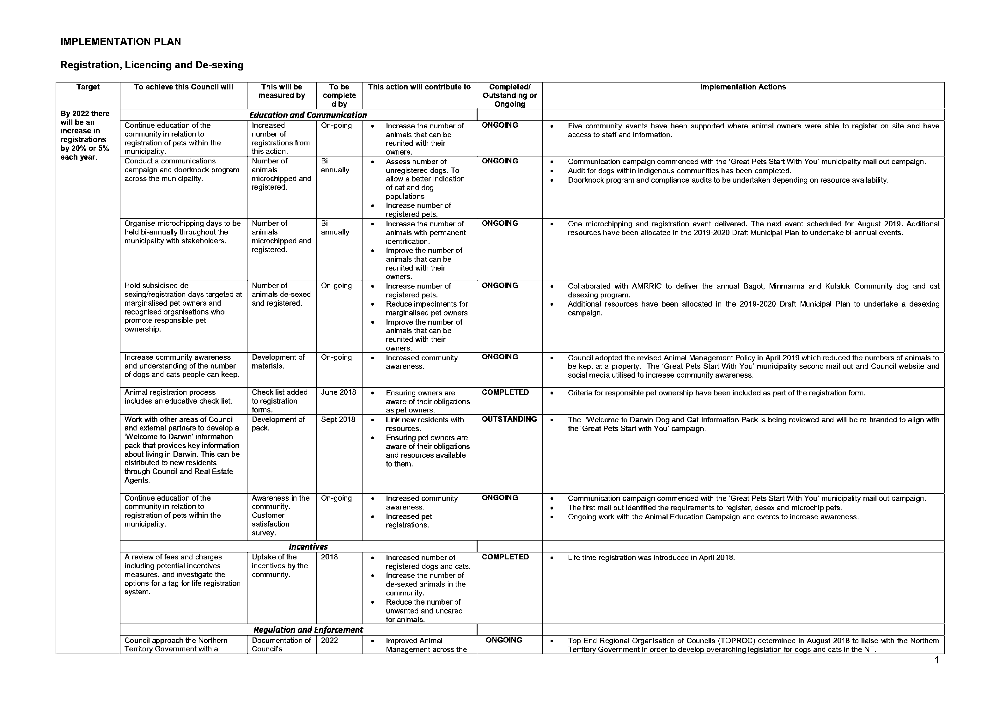 IMPLEMENTATION PLAN
Registration, Licencing and De-sexing
Target
To achieve this Council will
This will be
measured by
To be
complete
d by
This action will contribute to
Completed/
Outstanding or
Ongoing
Implementation Actions
By 2022 there
will be an
increase in
registrations
by 20% or 5%
each year.
Education and Communication
Continue education of the
community in relation to
registration of pets within the
municipality.
Increased
number of
registrations from
this action.
On-going
• Increase the number of
animals that can be
reunited with their
owners.
ONGOING
• Five community events have been supported where animal owners were able to register on site and have
access to staff and information.
Conduct a communications
campaign and doorknock program
across the municipality.
Number of
animals
microchipped and
registered.
Bi
annually
• Assess number of
unregistered dogs. To
allow a better indication
of cat and dog
populations
• Increase number of
registered pets.
ONGOING
• Communication campaign commenced with the ‘Great Pets Start With You’ municipality mail out campaign.
• Audit for dogs within indigenous communities has been completed.
• Doorknock program and compliance audits to be undertaken depending on resource availability.
Organise microchipping days to be
held bi-annually throughout the
municipality with stakeholders.
Number of
animals
microchipped and
registered.
Bi
annually
• Increase the number of
animals with permanent
identification.
• Improve the number of
animals that can be
reunited with their
owners.
ONGOING
• One microchipping and registration event delivered. The next event scheduled for August 2019. Additional
resources have been allocated in the 2019-2020 Draft Municipal Plan to undertake bi-annual events.
Hold subsidised de-
sexing/registration days targeted at
marginalised pet owners and
recognised organisations who
promote responsible pet
ownership.
Number of
animals de-sexed
and registered.
On-going
• Increase number of
registered pets.
• Reduce impediments for
marginalised pet owners.
• Improve the number of
animals that can be
reunited with their
owners.
ONGOING
• Collaborated with AMRRIC to deliver the annual Bagot, Minmarma and Kulaluk Community dog and cat
desexing program.
• Additional resources have been allocated in the 2019-2020 Draft Municipal Plan to undertake a desexing
campaign.
Increase community awareness
and understanding of the number
of dogs and cats people can keep.
Development of
materials.
On-going
• Increased community
awareness.
ONGOING
• Council adopted the revised Animal Management Policy in April 2019 which reduced the numbers of animals to
be kept at a property. The ‘Great Pets Start With You’ municipality second mail out and Council website and
social media utilised to increase community awareness.
Animal registration process
includes an educative check list.
Check list added
to registration
forms.
June 2018
• Ensuring owners are
aware of their obligations
as pet owners.
COMPLETED
• Criteria for responsible pet ownership have been included as part of the registration form.
Work with other areas of Council
and external partners to develop a
‘Welcome to Darwin’ information
pack that provides key information
about living in Darwin. This can be
distributed to new residents
through Council and Real Estate
Agents.
Development of
pack.
Sept 2018
• Link new residents with
resources.
• Ensuring pet owners are
aware of their obligations
and resources available
to them.
OUTSTANDING
• The ‘Welcome to Darwin Dog and Cat Information Pack is being reviewed and will be re-branded to align with
the ‘Great Pets Start with You’ campaign.
Continue education of the
community in relation to
registration of pets within the
municipality.
Awareness in the
community.
Customer
satisfaction
survey.
On-going
• Increased community
awareness.
• Increased pet
registrations.
ONGOING
• Communication campaign commenced with the ‘Great Pets Start With You’ municipality mail out campaign.
• The first mail out identified the requirements to register, desex and microchip pets.
• Ongoing work with the Animal Education Campaign and events to increase awareness.
Incentives
A review of fees and charges
including potential incentives
measures, and investigate the
options for a tag for life registration
system.
Uptake of the
incentives by the
community.
2018
• Increased number of
registered dogs and cats.
• Increase the number of
de-sexed animals in the
community.
• Reduce the number of
unwanted and uncared
for animals.
COMPLETED
• Life time registration was introduced in April 2018.
Regulation and Enforcement
Council approach the Northern
Territory Government with a
Documentation of
Council’s
2022
• Improved Animal
Management across the
ONGOING
• Top End Regional Organisation of Councils (TOPROC) determined in August 2018 to liaise with the Northern
Territory Government in order to develop overarching legislation for dogs and cats in the NT.
1